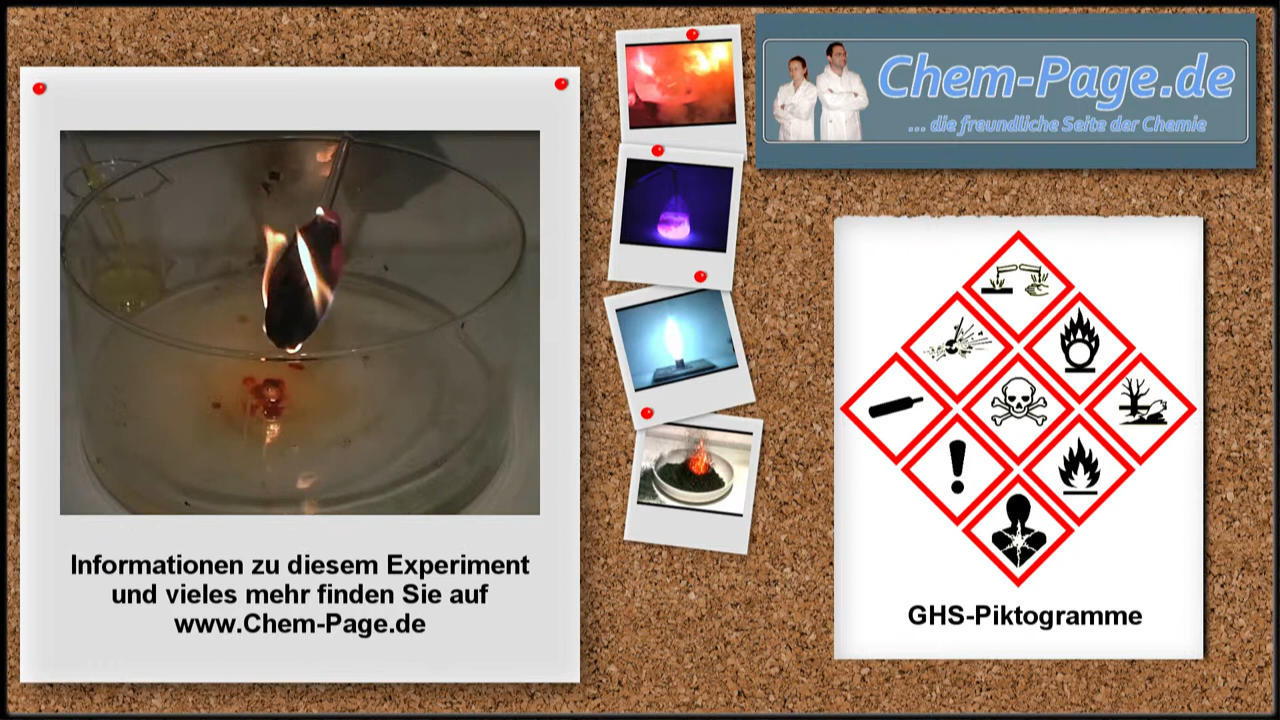 Chem-Page.de
... die freundliche Seite der Chemie
Informationen zu diesem Experiment
und vieles mehr finden Sie auf
www.Chem-Page.de
GHS-Piktogramme